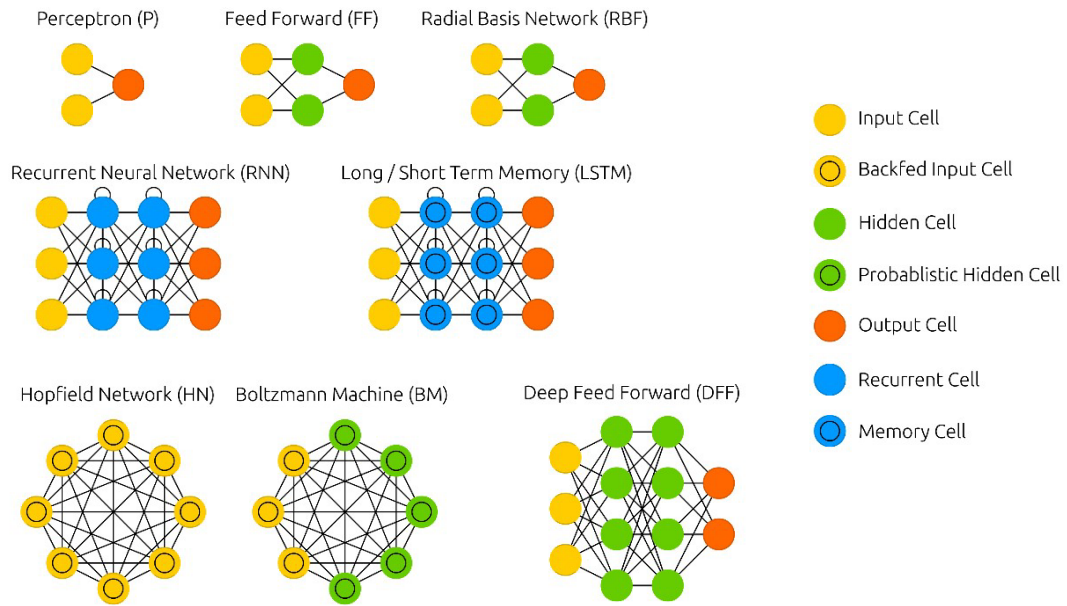 Perceptron (P)
Feed Forward (FF)
Radial Basis Network (RBF)
Input Cell
Backfed Input Cell
Recurrent Neural Network (RNN)
Long / Short Term Memory (LSTM)
Hidden Cell
Probablistic Hidden Cell
Output Cell
Recurrent Cell
Memory Cell
Hopfield Network (HN)
Boltzmann Machine (BM)
Deep Feed Forward (DFF)